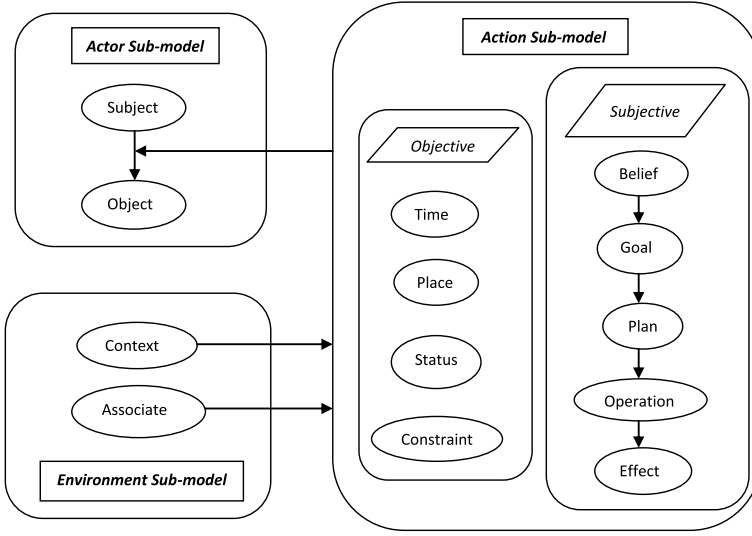 Actor Sub-model
Subject
Object
Context
Associate
Environment Sub-model
Action Sub-model
Objective
Time
Place
Status
Constraint
Subjective
Belief
Goal
Plan
Operation
Effect